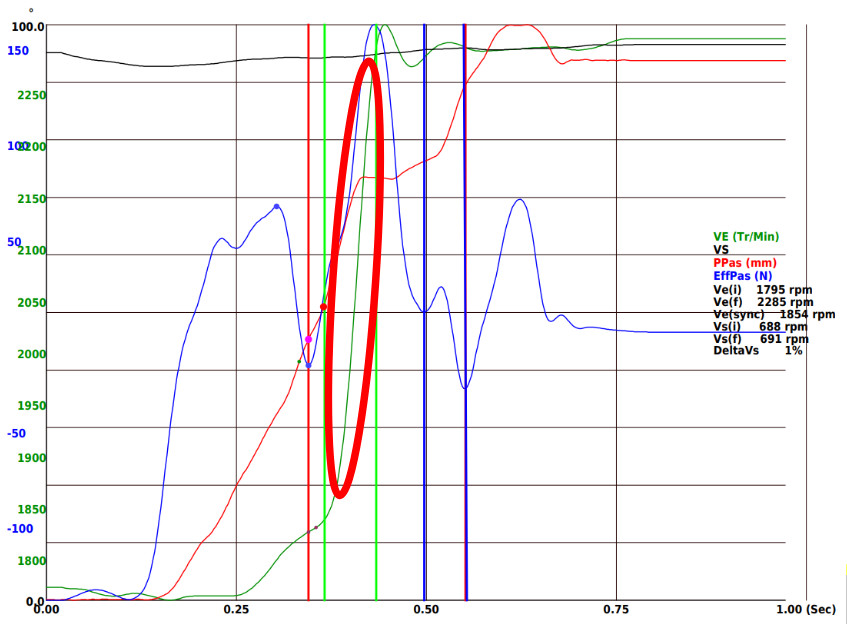 °
100.0
150
2250
100
2200
2150
50
2100
VE (Tr/Min)
VS
PPas (mm)
EffPas (N)
Ve(i) 1795 rpm
Ve(f) 2285 rpm
Ve(sync) 1854 rpm
Vs(i) 688 rpm
Vs(f) 691 rpm
DeltaVs 1%
2050
2000
1950
-50
1900
1850
-100
1800
0.0
0.00 0.25 0.50 0.75 1.00 (Sec)